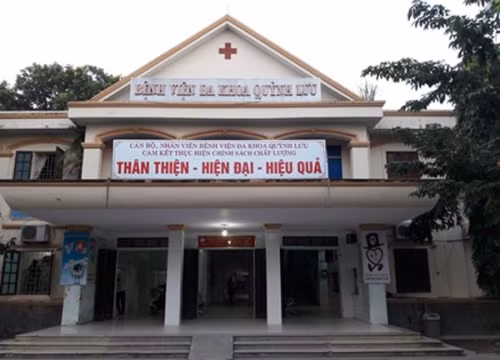 BỆNH VIỆN ĐA KHOA QUỲNH LƯU
CÁN BỘ, NHÂN VIÊN BỆNH VIỆN ĐA KHOA QUỲNH LƯU
CAM KẾT THỰC HIỆN CHÍNH SÁCH CHẤT LƯỢNG
THÂN THIỆN - HIỆN ĐẠI - HIỆU QUẢ